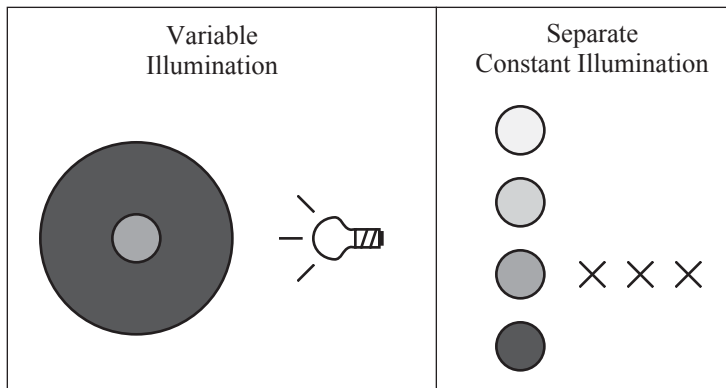 Variable
Illumination
Separate
Constant Illumination